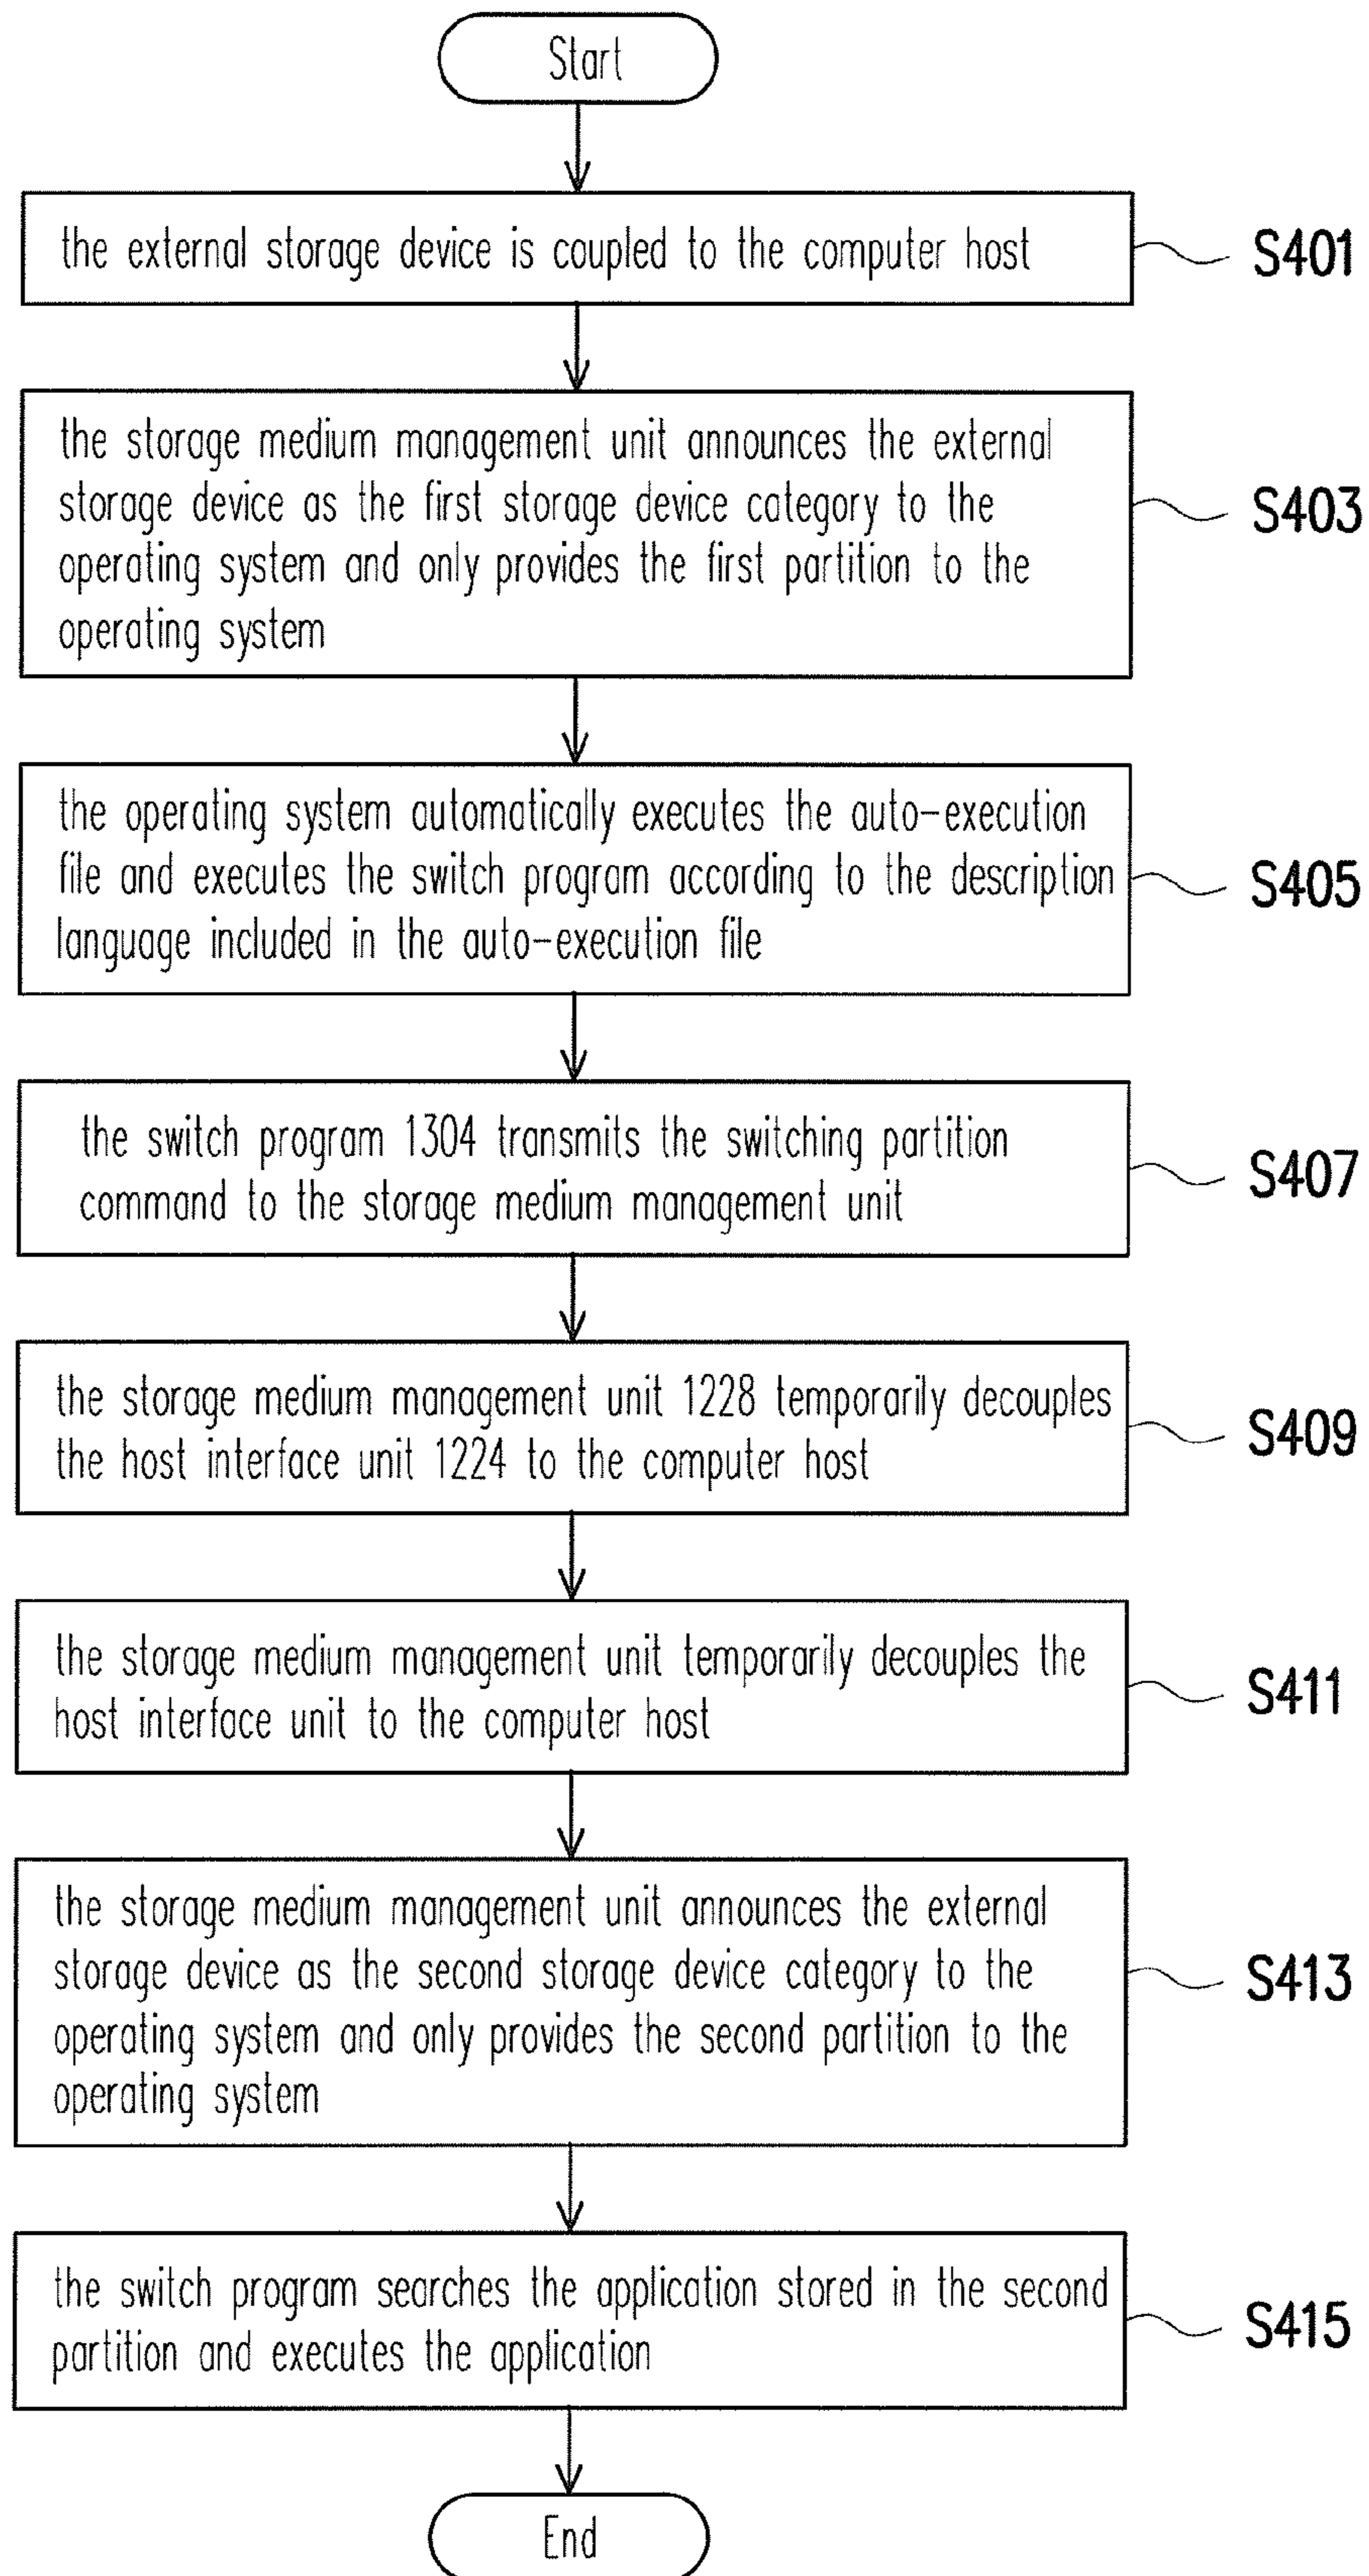 Start
the external storage device is coupled to the computer host
S401
the storage medium management unit announces the external
storage device as the first storage device category to the
operating system and only provides the first partition to the
operating system
S403
the operating system automatically executes the auto-execution
file and executes the switch program according to the description
language included in the auto-execution file
S405
the switch program 1304 transmits the switching partition
command to the storage medium management unit
S407
the storage medium management unit 1228 temporarily decouples
the host interface unit 1224 to the computer host
S409
the storage medium management unit temporarily decouples the
host interface unit to the computer host
S411
the storage medium management unit announces the external
storage device as the second storage device category to the
operating system and only provides the second partition to the
operating system
S413
the switch program searches the application stored in the second
partition and executes the application
S415
End